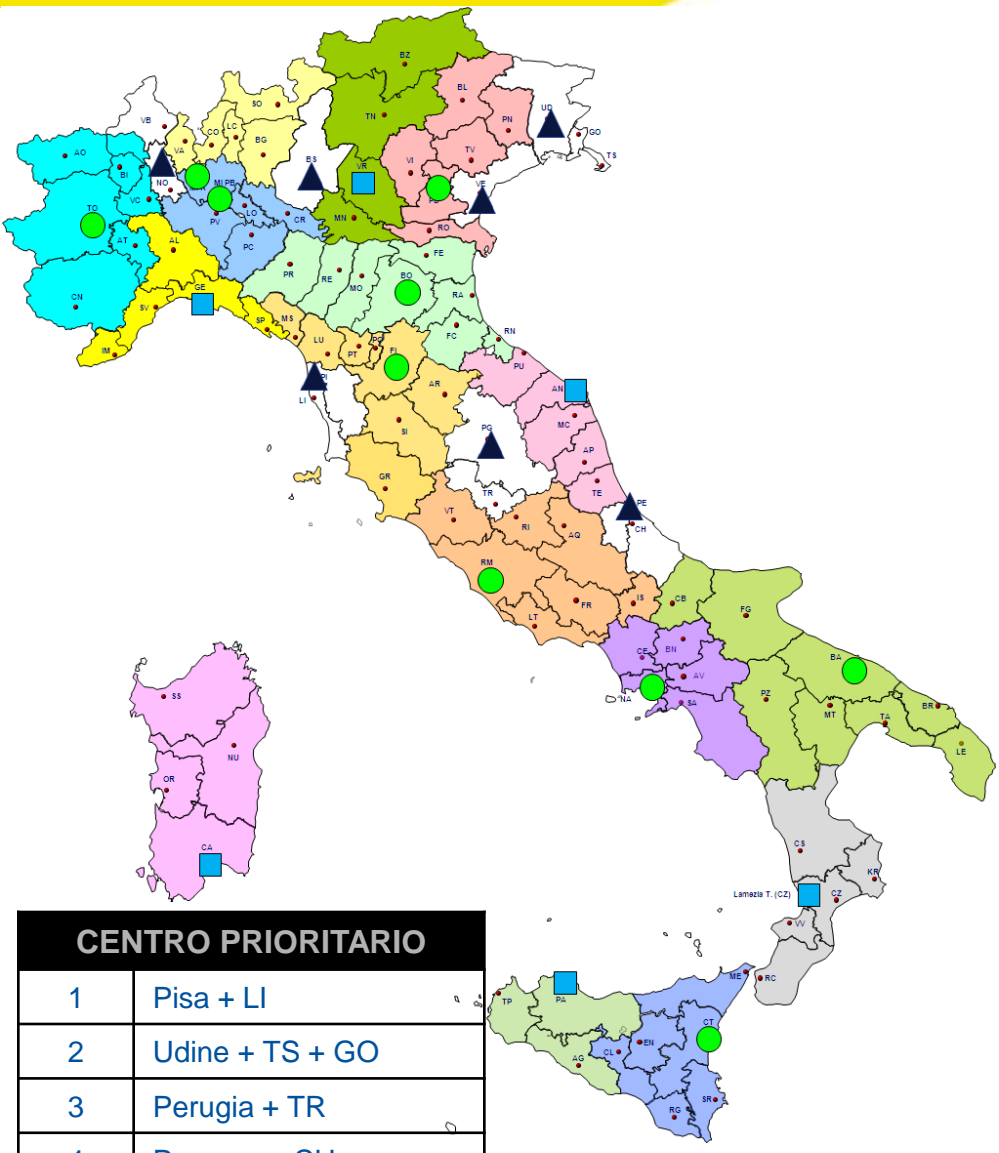 BZ
BL
SO
TN
UD
PN
VB
CO
LC
GO
VA
BG
TV
AO
BS
VI
TS
BI
VR
NO
MI
VC
LO
VE
TO
MN
PV
CR
RO
AT
AL
PC
FE
PR
RE
BO
MO
GE
RA
CN
SV
SP
MS
FC
RN
LU
PT
FI
PU
IM
PI
AR
AN
LI
MC
SI
PG
AP
GR
TR
TE
PE
VT
RI
CH
AQ
RM
IS
CB
FR
FG
LT
CE
BN
BA
AV
SS
NA
SA
PZ
MT
TA
BR
NU
LE
OR
CS
CA
KR
Lamezia T. (CZ)
CZ
VV
ME
RC
TP
PA
CT
EN
CL
AG
SR
RG
CENTRO PRIORITARIO
1 Pisa + LI
2 Udine + TS + GO
3 Perugia + TR